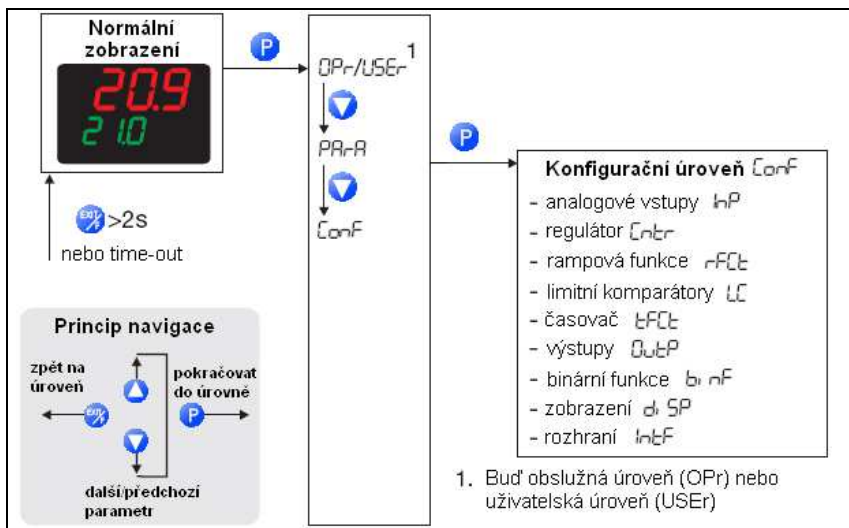 Normální
zobrazení
20.9
21.0
P
OPr/USEr 1
PArA
ConF
EXIT/F >2s
nebo time-out
P
Konfigurační úroveň ConF
- analogové vstupy InP
- regulátor Cntr
- rampová funkce rFCt
- limitní komparátory LC
- časovač tFCt
- výstupy OutP
- binární funkce binF
- zobrazení diSP
- rozhraní IntF
Princip navigace
zpět na
úroveň
pokračovat
do úrovně
EXIT/F
P
další/předchozí
parametr
1. Buď obslužná úroveň (OPr) nebo
uživatelská úroveň (USEr)